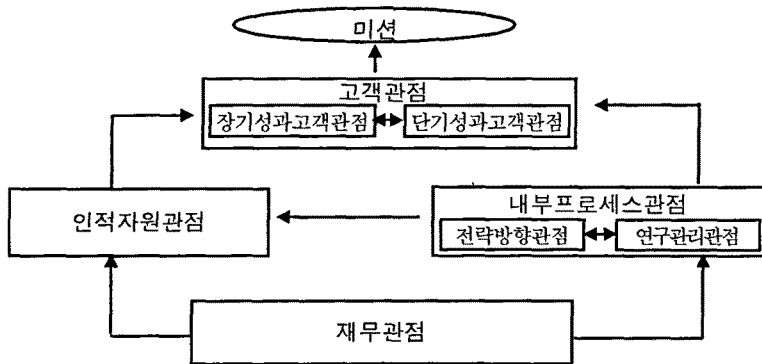 미션
고객관점
장기성과고객관점 단기성과고객관점
인적자원관점
내부프로세스관점
전략방향관점 연구관리관점
재무관점